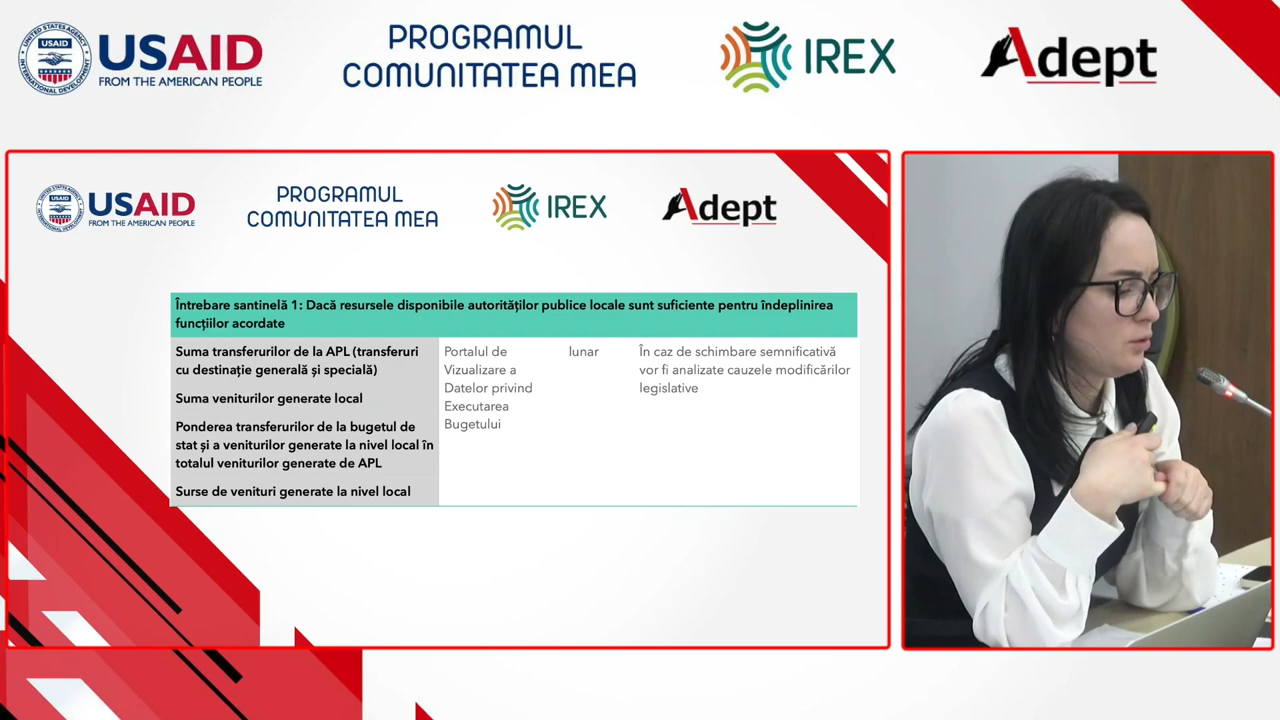 USAID
FROM THE AMERICAN PEOPLE
PROGRAMUL
COMUNITATEA MEA
IREX
Adept
USAID
FROM THE AMERICAN PEOPLE
PROGRAMUL
COMUNITATEA MEA
IREX
Adept
Întrebare santinelă 1: Dacă resursele disponibile autorităților publice locale sunt suficiente pentru îndeplinirea
funcțiilor acordate
Suma transferurilor de la APL (transferuri
cu destinație generală și specială)
Suma veniturilor generate local
Ponderea transferurilor de la bugetul de
stat și a veniturilor generate la nivel local în
totalul veniturilor generate de APL
Surse de venituri generate la nivel local
Portalul de
Vizualizare a
Datelor privind
Executarea
Bugetului
lunar
În caz de schimbare semnificativă
vor fi analizate cauzele modificărilor
legislative